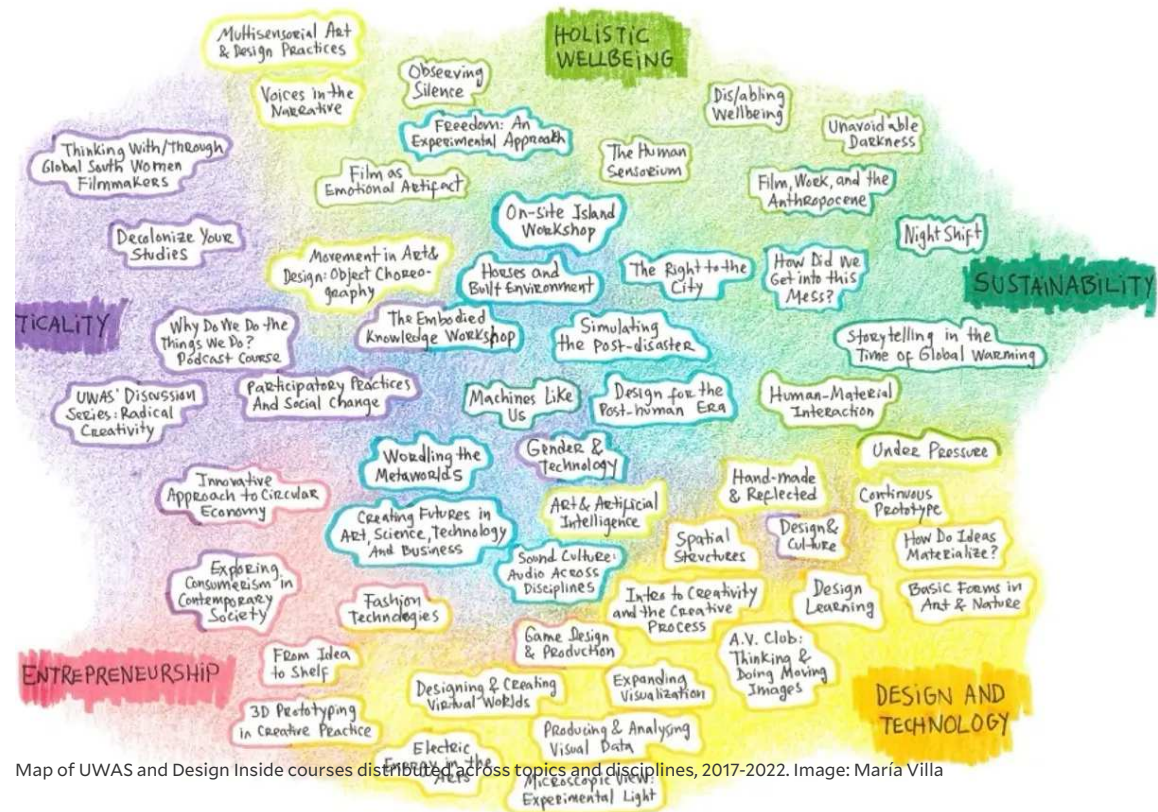 Multisensorial Art
& Design Practices
HOLISTIC
WELLBEING
Observing
Silence
Voices in the
Narrative
Dis/abling
Wellbeing
Freedom: An
Experimental Approach
Unavoidable
Darkness
Thinking With/Through
Global South Women
Filmmakers
The Human
Sensorium
Film as
Emotional Artifact
Film, Work, and the
Anthropocene
On-site Island
Workshop
Decolonize Your
Studies
Night Shift
Movement in Art&
Design: Object Choreo-
graphy
Horses and
Built Environment
The Right to the
City
How Did We
Get into this
Mess?
SUSTAINABILITY
TICALITY
Why Do We Do the
Things We Do?
Podcast Course
The Embodied
Knowledge Workshop
Simulating
the Post-disaster
Storytelling in the
Time of Global Warming
UWAS' Discussion
Series: Radical
Creativity
Participatory Practices
And Social Change
Machines Like
Us
Design for the
Post-human Era
Human-Material
Interaction
Wordling the
Metaworlds
Gender &
Technology
Under Pressure
Innovative
Approach to Circular
Economy
Hand-made
& Reflected
Continuous
Prototype
Creating Futures in
Art, Science, Technology
And Business
Art & Artificial
Intelligence
Spatial
Structures
Design &
Culture
How Do Ideas
Materialize?
Exploring
Consumerism in
Contemporary
Society
Sound Culture:
Audio Across
Disciplines
Fashion
Technologies
Intro to Creativity
and the Creative
Process
Design
Learning
Basic Forms in
Art & Nature
Game Design
& Production
A.V. Club:
Thinking &
Doing Moving
Images
ENTREPRENEURSHIP
From Idea
to Shelf
Designing & Creating
Virtual Worlds
Expanding
Visualization
DESIGN AND
TECHNOLOGY
3D Prototyping
in Creative Practice
Producing & Analysing
Visual Data
Electric
Energy in the
Arts
Microscopic View:
Experimental Light
Map of UWAS and Design Inside courses distributed across topics and disciplines, 2017-2022. Image: María Villa